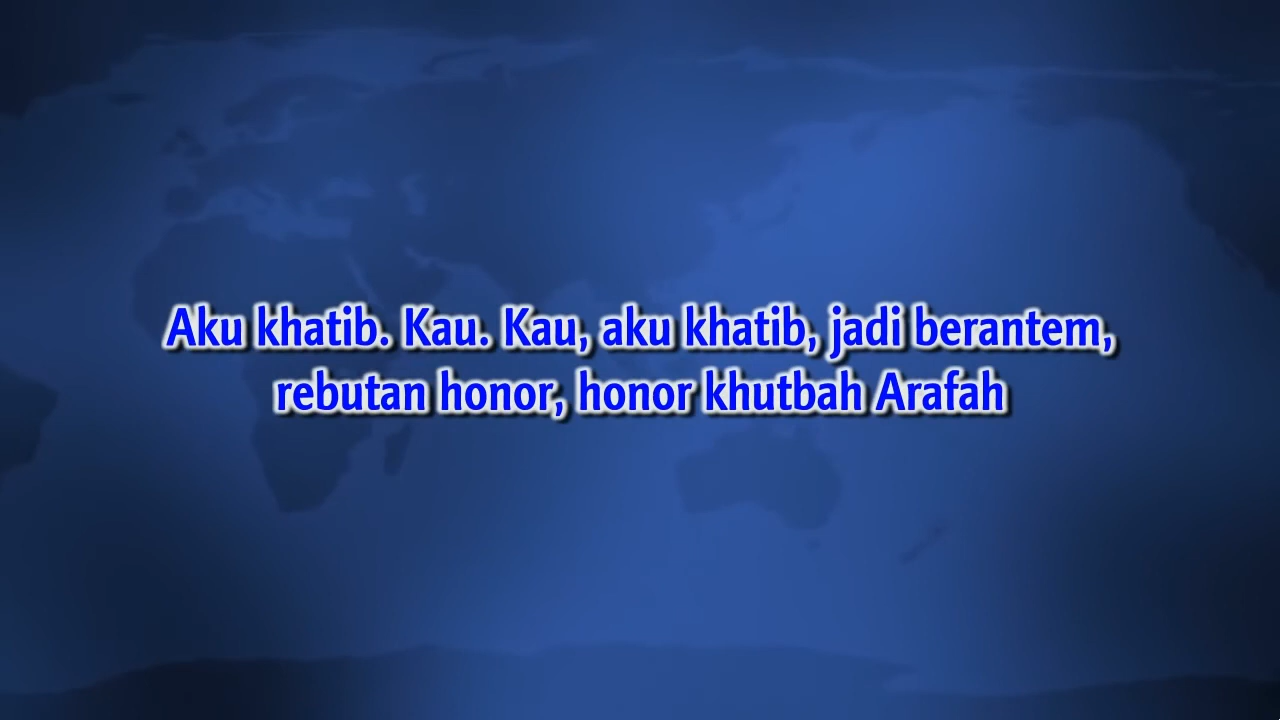 Aku khatib. Kau. Kau, aku khatib, jadi berantem,
rebutan honor, honor khutbah Arafah